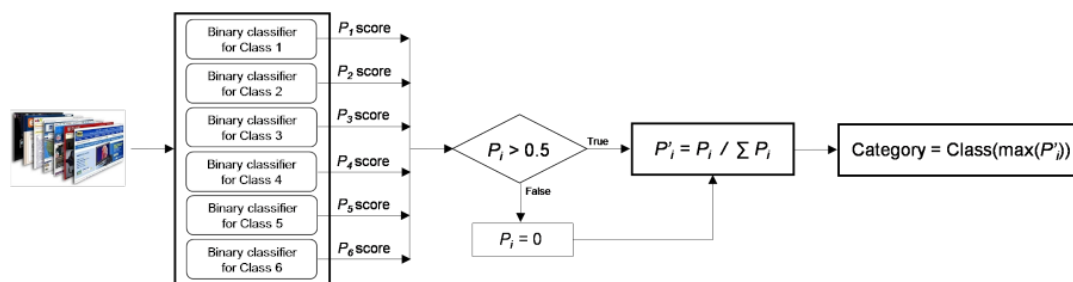 Binary classifier
for Class 1
P1 score
Binary classifier
for Class 2
P2 score
Binary classifier
for Class 3
P3 score
Binary classifier
for Class 4
P4 score
Binary classifier
for Class 5
P5 score
Binary classifier
for Class 6
P6 score
Pi > 0.5
True
False
Pi = 0
P'i = Pi / ∑ Pi
Category = Class(max(P'i))